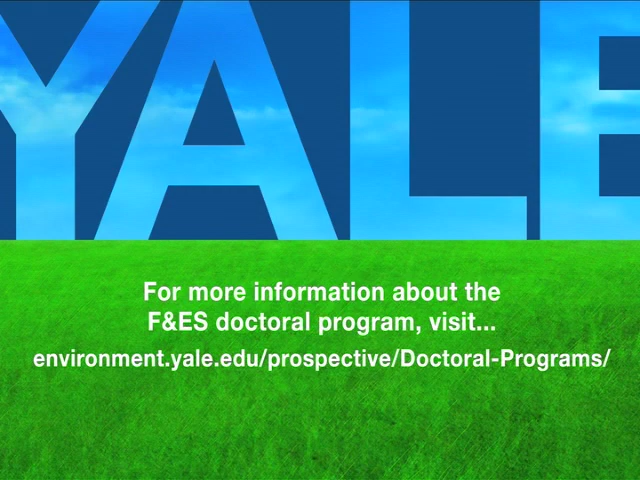 YALE
For more information about the
F&ES doctoral program, visit...
environment.yale.edu/prospective/Doctoral-Programs/